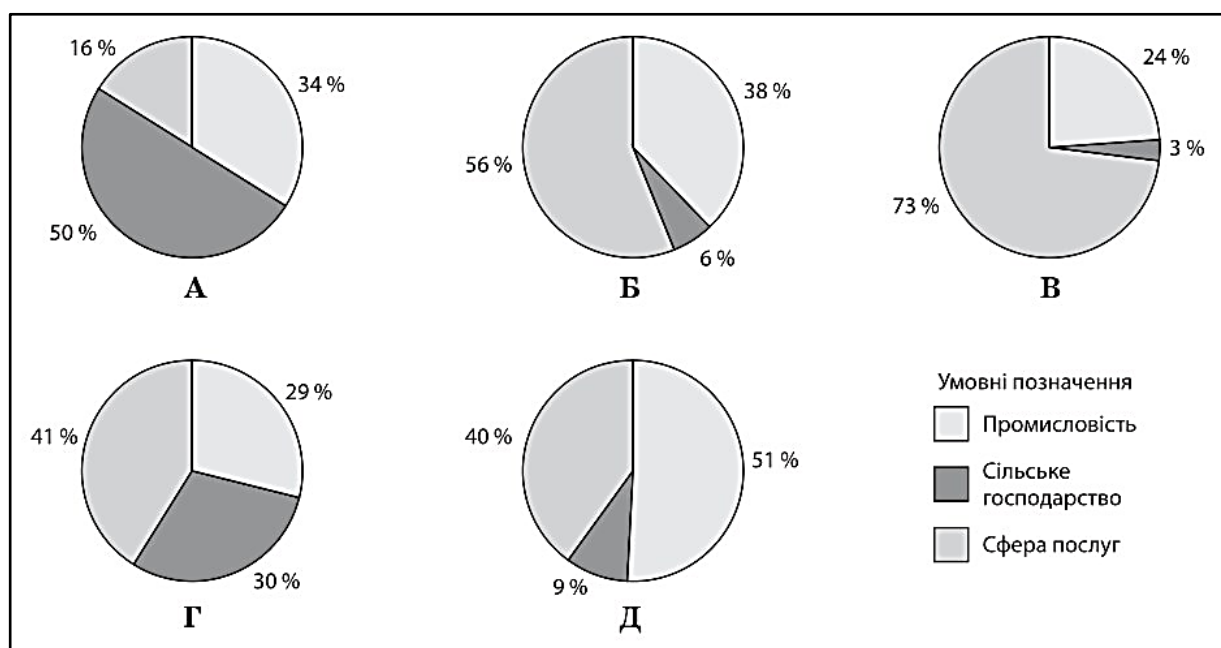 16 %
34 %
50 %
А
38 %
56 %
6 %
Б
24 %
3 %
73 %
В
41 %
29 %
30 %
Г
40 %
51 %
9 %
Д
Умовні позначення
Промисловість
Сільське
господарство
Сфера послуг